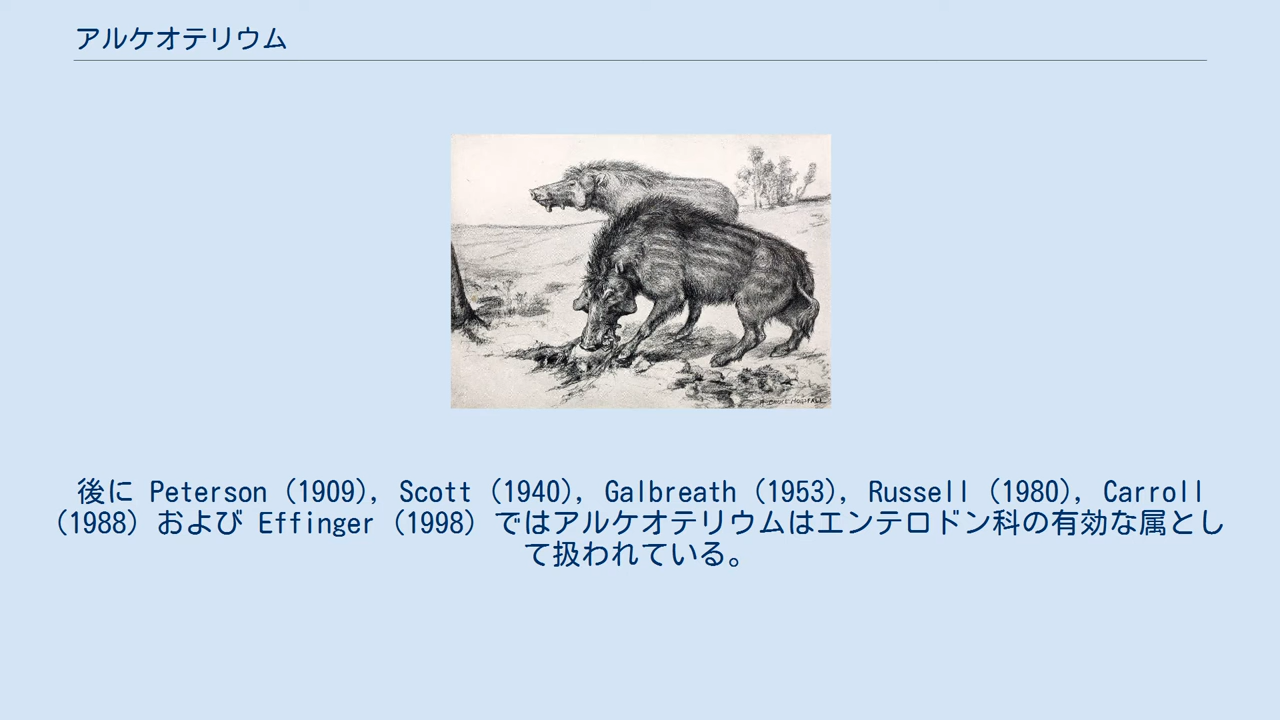 アルケオテリウム
後に Peterson (1909), Scott (1940), Galbreath (1953), Russell (1980), Carroll
(1988) および Effinger (1998) ではアルケオテリウムはエンテロドン科の有効な属とし
て扱われている。